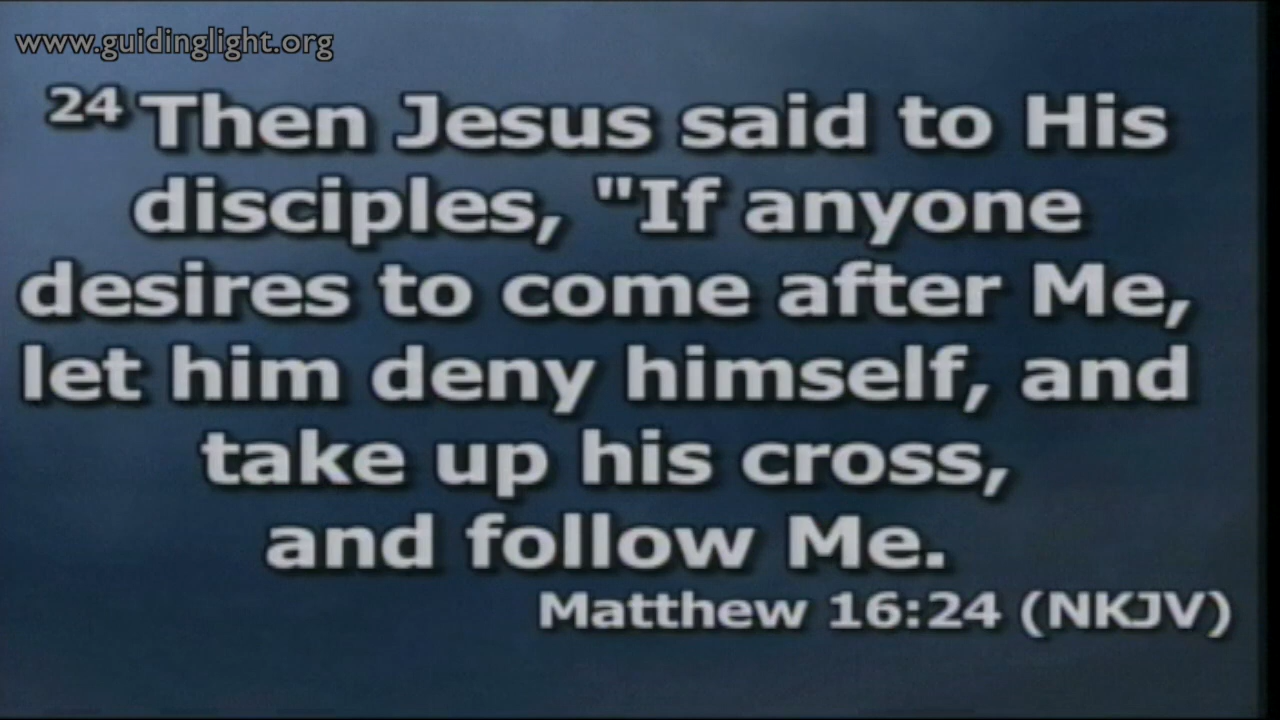 www.guidinglight.org
24 Then Jesus said to His
disciples, "If anyone
desires to come after Me,
let him deny himself, and
take up his cross,
and follow Me.
Matthew 16:24 (NKJV)